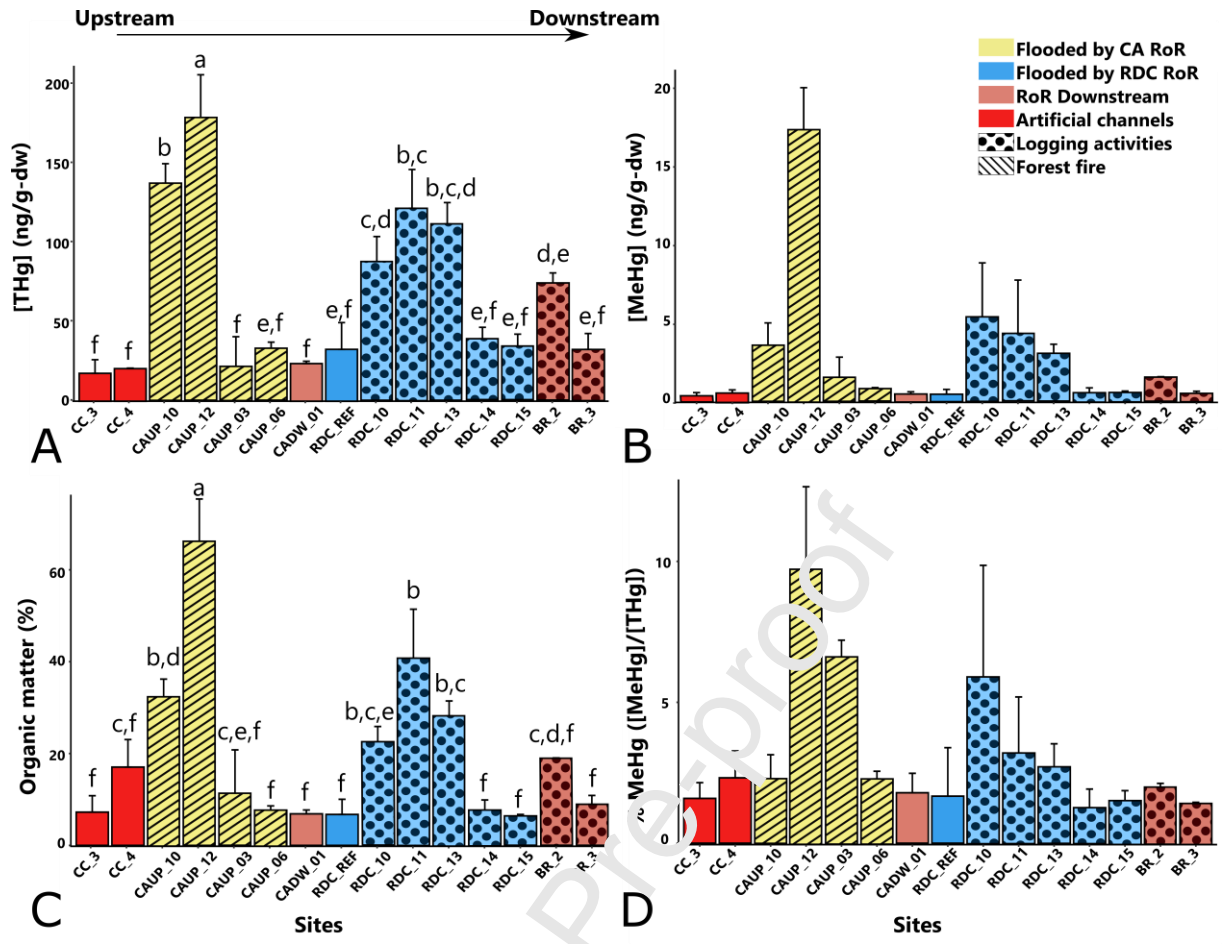 Upstream
Downstream
Flooded by CA RoR
Flooded by RDC RoR
RoR Downstream
Artificial channels
Logging activities
Forest fire
[THg] (ng/g-dw)
200
150
100
50
0
f
f
b
a
f
e,f
f
e,f
c,d
b,c
b,c,d
e,f
e,f
d,e
e,f
CC_3
CC_4
CAUP_10
CAUP_12
CAUP_03
CAUP_06
CADW_01
RDC_REF
RDC_10
RDC_11
RDC_13
RDC_14
RDC_15
BR_2
BR_3
A
[MeHg] (ng/g-dw)
20
15
10
5
0
CC_3
CC_4
CAUP_10
CAUP_12
CAUP_03
CAUP_06
CADW_01
RDC_REF
RDC_10
RDC_11
RDC_13
RDC_14
RDC_15
BR_2
BR_3
B
Organic matter (%)
60
40
20
0
f
c,f
b,d
a
c,e,f
f
f
f
b,c,e
b
b,c
f
f
c,d,f
f
CC_3
CC_4
CAUP_10
CAUP_12
CAUP_03
CAUP_06
CADW_01
RDC_REF
RDC_10
RDC_11
RDC_13
RDC_14
RDC_15
BR_2
R_3
C
Sites
MeHg ([MeHg]/[THg])
10
5
0
CC_3
CC_4
CAUP_10
CAUP_12
CAUP_03
CAUP_06
CADW_01
RDC_REF
RDC_10
RDC_11
RDC_13
RDC_14
RDC_15
BR_2
BR_3
D
Sites
Pre-proof